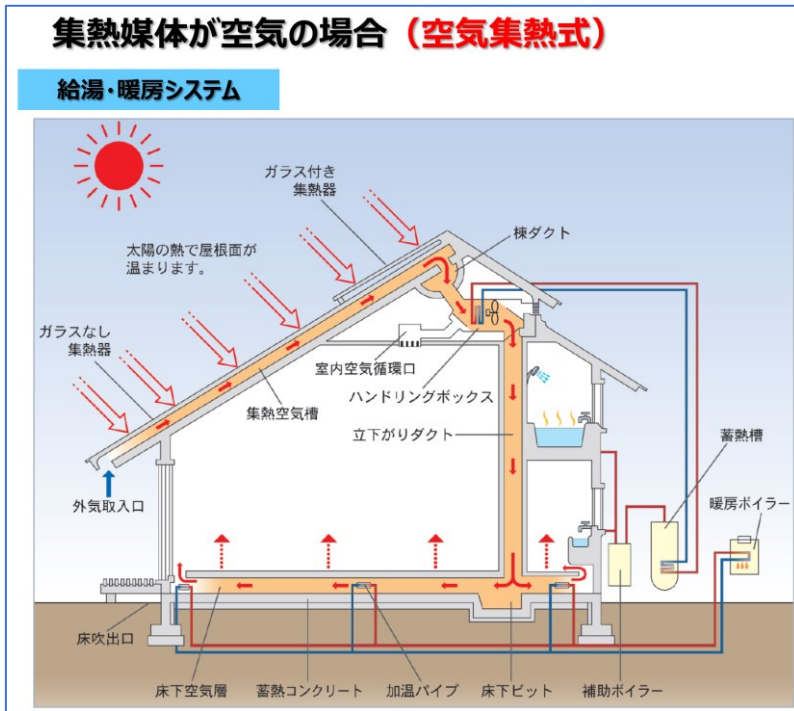 集熱媒体が空気の場合（空気集熱式）
給湯・暖房システム
ガラス付き
集熱器
太陽の熱で屋根面が
温まります。
棟ダクト
ガラスなし
集熱器
室内空気循環口
ハンドリングボックス
集熱空気槽
立下がりダクト
蓄熱槽
暖房ボイラー
外気取入口
床吹出口
床下空気層
蓄熱コンクリート
加温パイプ
床下ピット
補助ボイラー